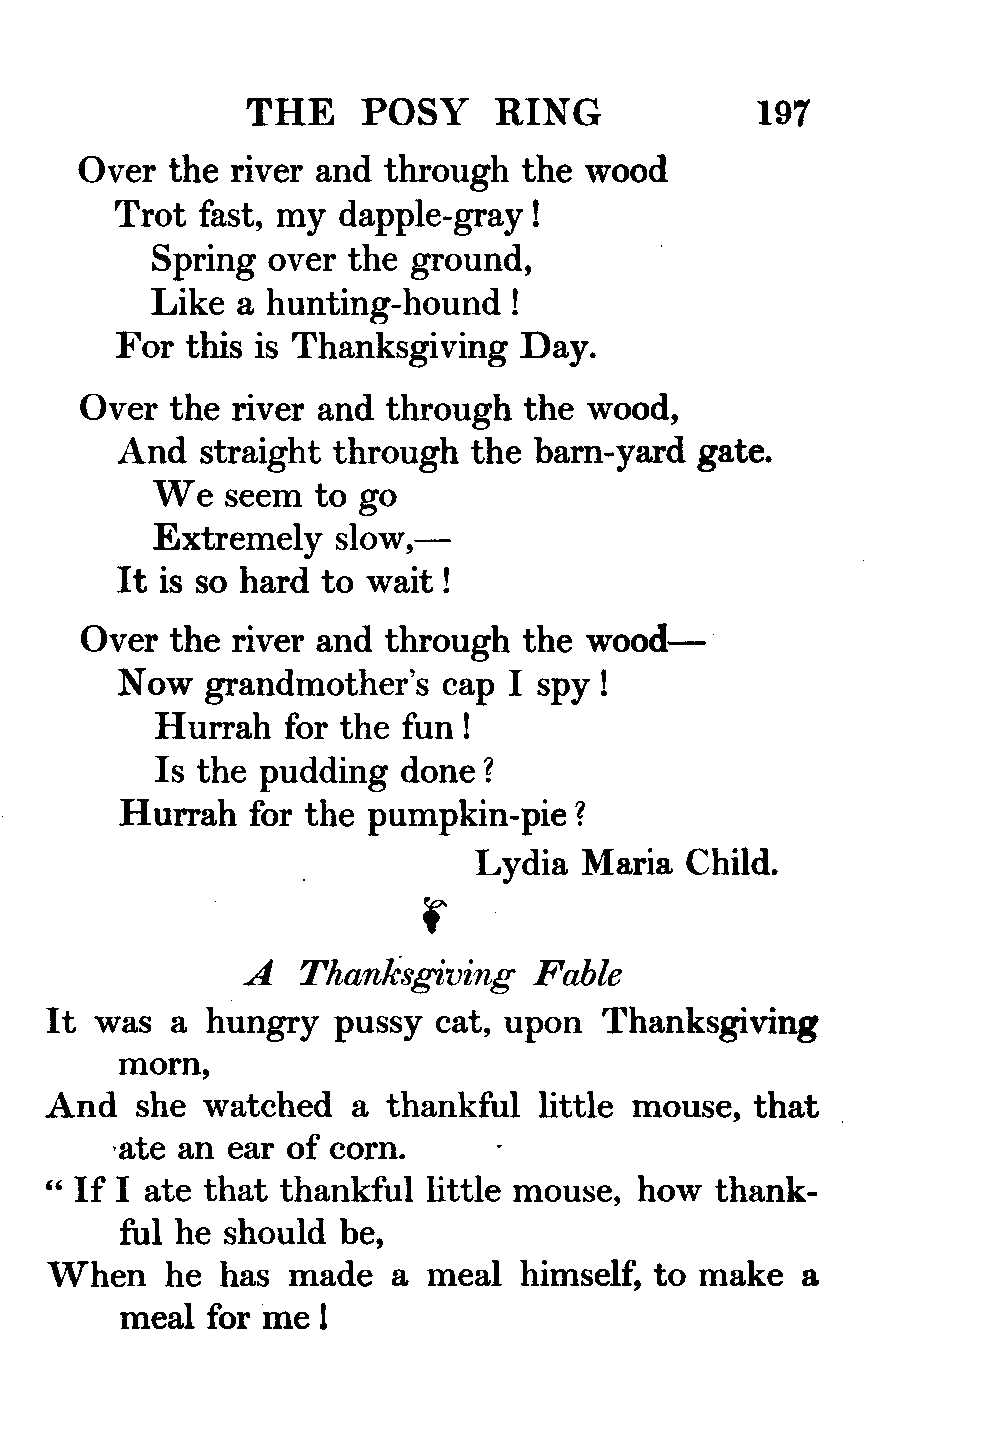 THE POSY RING 197
Over the river and through the wood
Trot fast, my dapple-gray!
Spring over the ground,
Like a hunting-hound!
For this is Thanksgiving Day.
Over the river and through the wood,
And straight through the barn-yard gate.
We seem to go
Extremely slow,—
It is so hard to wait!
Over the river and through the wood—
Now grandmother's cap I spy!
Hurrah for the fun!
Is the pudding done?
Hurrah for the pumpkin-pie?
Lydia Maria Child.
A Thanksgiving Fable
It was a hungry pussy cat, upon Thanksgiving
morn,
And she watched a thankful little mouse, that
ate an ear of corn.
“ If I ate that thankful little mouse, how thank-
ful he should be,
When he has made a meal himself, to make a
meal for me!